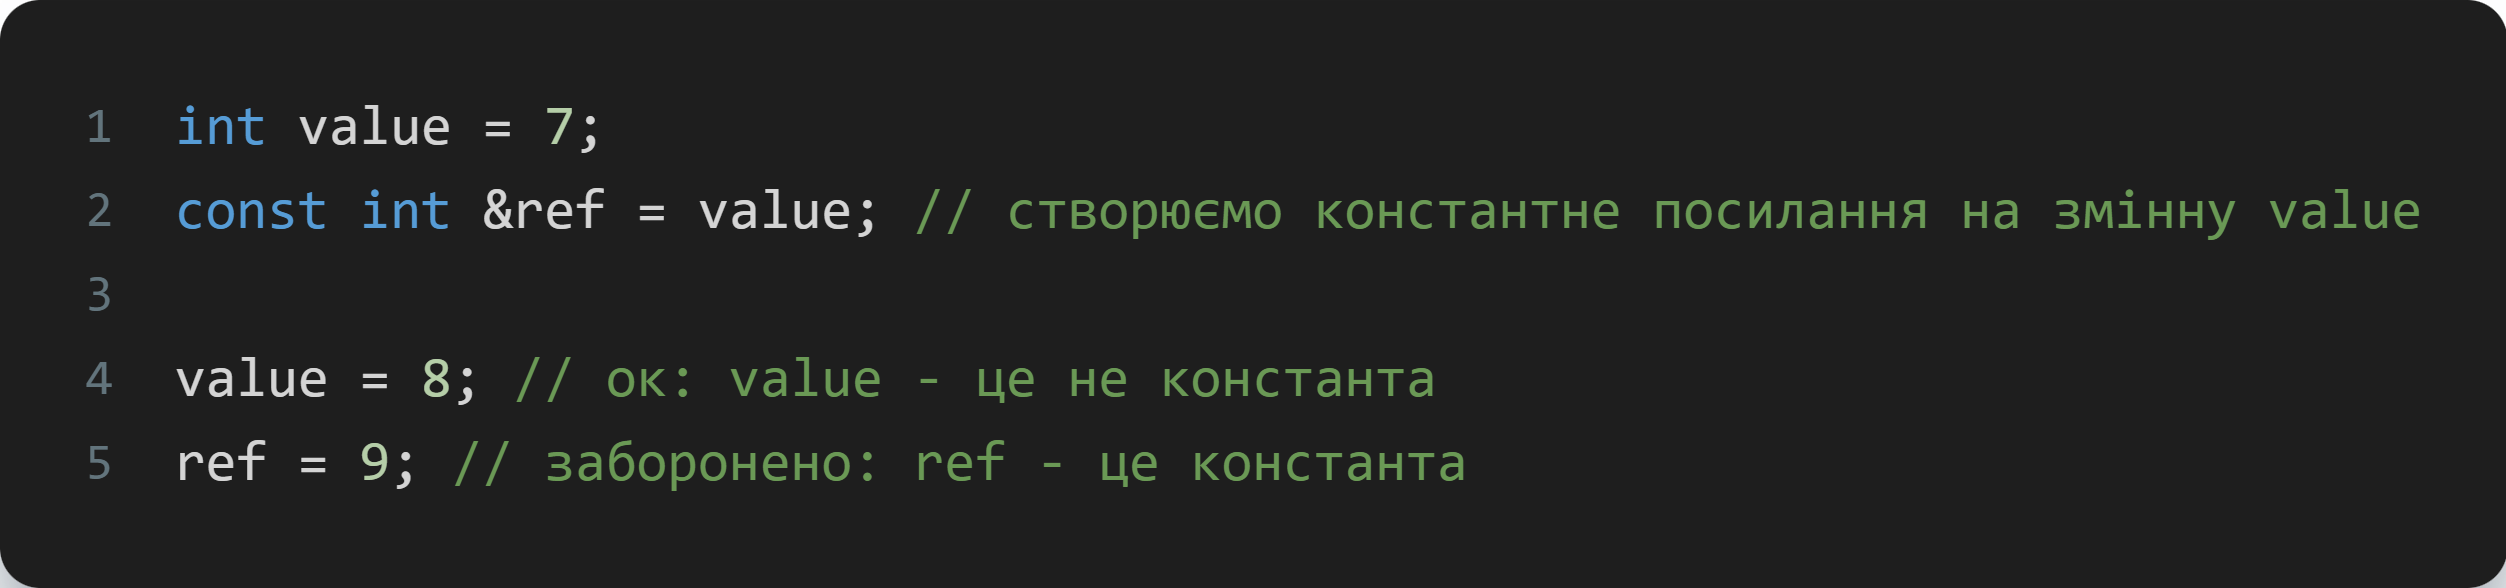 1 int value = 7;
2 const int &ref = value; // створюємо константне посилання на змінну value
3
4 value = 8; // ок: value - це не константа
5 ref = 9; // заборонено: ref - це константа